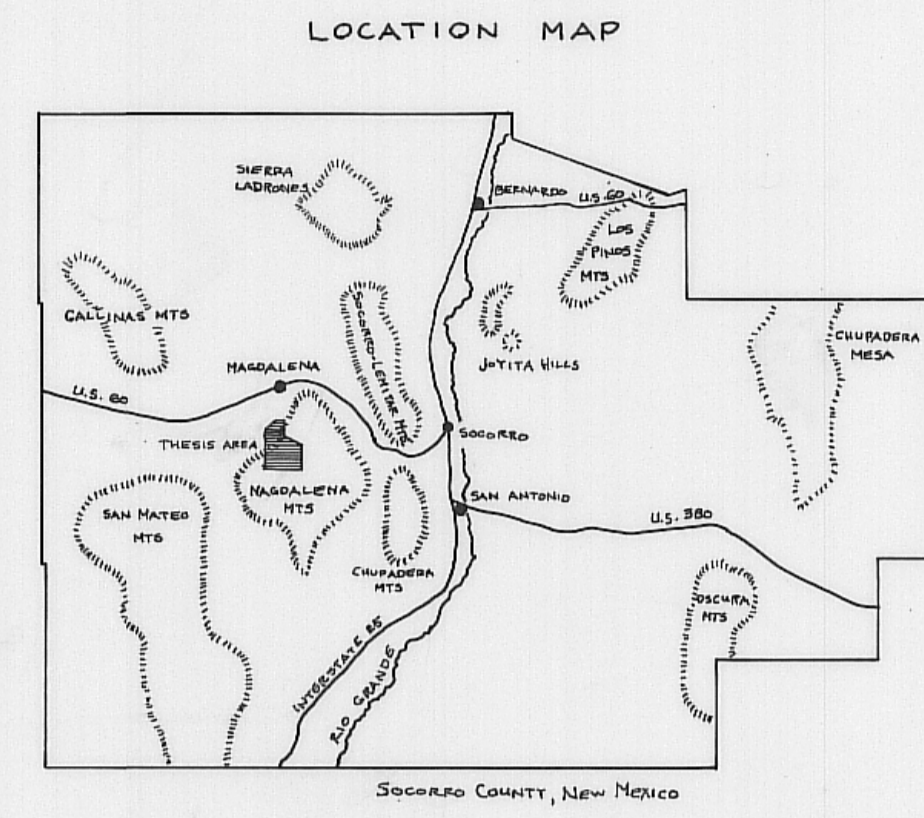 LOCATION MAP
SIERRA
LADRONES
BERNARDO
U.S. 60
LOS
PINOS
MTS
GALLINAS MTS
SOCORRO-LEMITAR MTS
CHUPADERA
MESA
MAGDALENA
JOYITA HILLS
U.S. 60
THESIS AREA
SOCORRO
MAGDALENA
MTS
SAN ANTONIO
SAN MATEO
MTS
U.S. 380
CHUPADERA
MTS
OSCURA
MTS
INTERSTATE 25
RIO GRANDE
SOCORRO COUNTY, NEW MEXICO